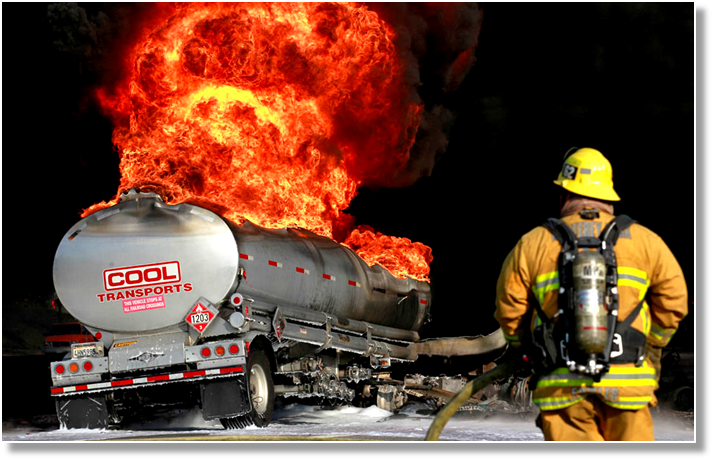 COOL
TRANSPORTS
THIS VEHICLE STOPS AT
ALL RAILROAD CROSSINGS
1203